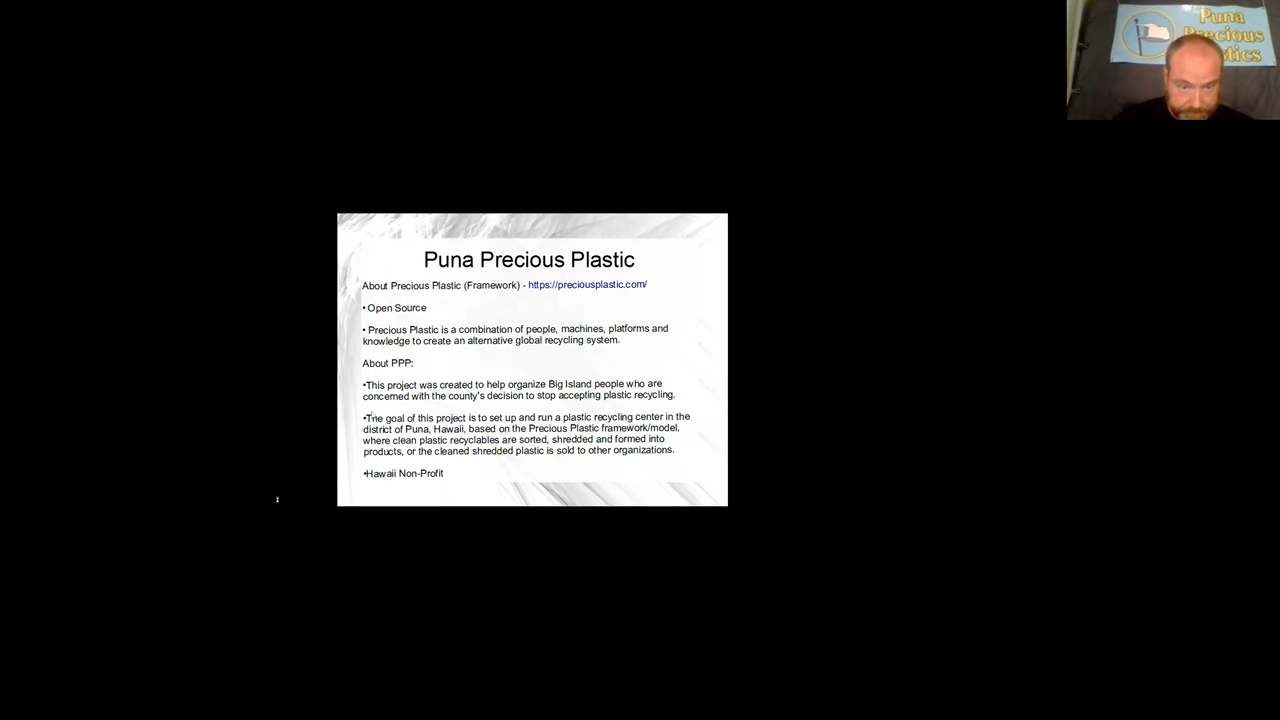 Puna
Precious
Puna Precious Plastic
About Precious Plastic (Framework) - https://preciousplastic.com/
• Open Source
• Precious Plastic is a combination of people, machines, platforms and
knowledge to create an alternative global recycling system.
About PPP:
•This project was created to help organize Big Island people who are
concerned with the county's decision to stop accepting plastic recycling.
•The goal of this project is to set up and run a plastic recycling center in the
district of Puna, Hawaii, based on the Precious Plastic framework/model,
where clean plastic recyclables are sorted, shredded and formed into
products, or the cleaned shredded plastic is sold to other organizations.
•Hawaii Non-Profit